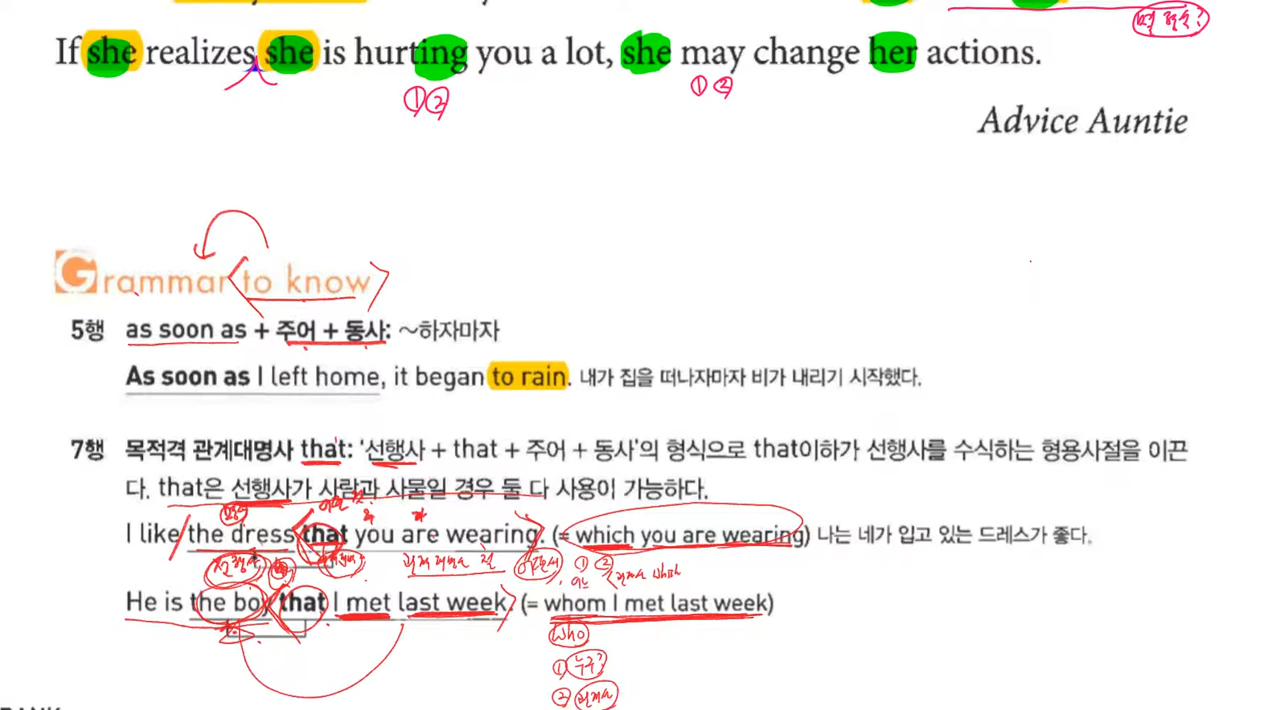 If she realizes she is hurting you a lot, she may change her actions.
① ②
① ②
Advice Auntie
Grammar to know
5행 as soon as + 주어 + 동사: ～하자마자
As soon as I left home, it began to rain. 내가 집을 떠나자마자 비가 내리기 시작했다.
7행 목적격 관계대명사 that: '선행사 + that + 주어 + 동사'의 형식으로 that이하가 선행사를 수식하는 형용사절을 이끈
다. that은 선행사가 사람과 사물일 경우 둘 다 사용이 가능하다.
I like the dress that you are wearing. (= which you are wearing) 나는 네가 입고 있는 드레스가 좋다.
① ②
He is the boy that I met last week. (= whom I met last week)
who
① 누구?
②